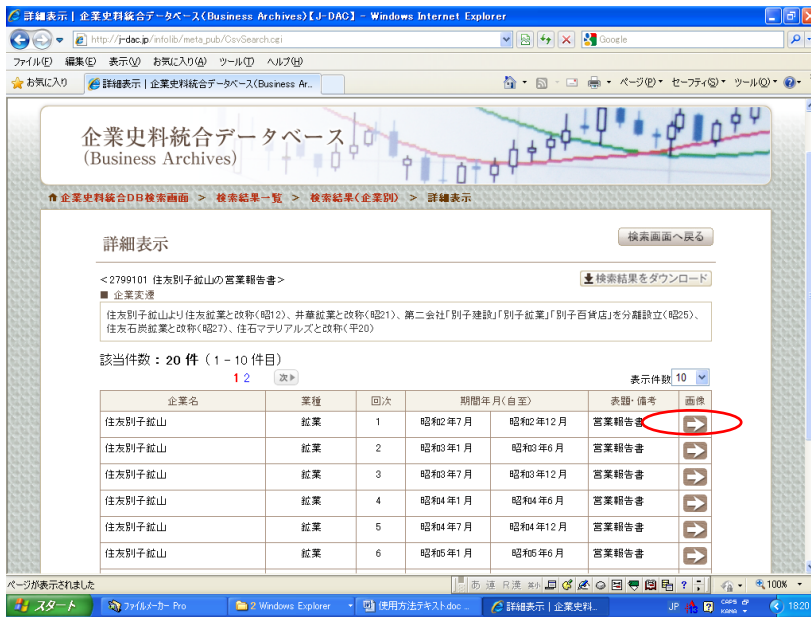 詳細表示 | 企業史料統合データベース(Business Archives)【J-DAC】 - Windows Internet Explorer
http://j-dac.jp/infolib/meta_pub/CsvSearch.cgi
Google
ファイル(F) 編集(E) 表示(V) お気に入り(A) ツール(T) ヘルプ(H)
お気に入り 詳細表示 | 企業史料統合データベース(Business Ar... ページ(P) セーフティ(S) ツール(O)
企業史料統合データベース
(Business Archives)
企業史料統合DB検索画面 > 検索結果一覧 > 検索結果(企業別) > 詳細表示
詳細表示
検索画面へ戻る
<2799101 住友別子鉱山の営業報告書>
検索結果をダウンロード
■ 企業変遷
住友別子鉱山より住友鉱業と改称(昭12)、井華鉱業と改称(昭21)、第二会社「別子建設」「別子鉱業」「別子百貨店」を分離設立(昭25)、
住友石炭鉱業と改称(昭27)、住石マテリアルズと改称(平20)
該当件数 : 20 件 (1 - 10 件目)
1 2 次 表示件数 10
企業名 業種 回次 期間年月(自至) 表題・備考 画像
住友別子鉱山 鉱業 1 昭和02年7月 昭和2年12月 営業報告書
住友別子鉱山 鉱業 2 昭和03年1月 昭和3年6月 営業報告書
住友別子鉱山 鉱業 3 昭和03年7月 昭和03年12月 営業報告書
住友別子鉱山 鉱業 4 昭和04年1月 昭和04年6月 営業報告書
住友別子鉱山 鉱業 5 昭和04年7月 昭和04年12月 営業報告書
住友別子鉱山 鉱業 6 昭和05年1月 昭和05年6月 営業報告書
ページが表示されました
あ 連 R漢 100%
スタート ファイルメーカー Pro 2 Windows Explorer 使用方法テキスト.doc ... 詳細表示 | 企業史料... JP CAPS KANA 18:20